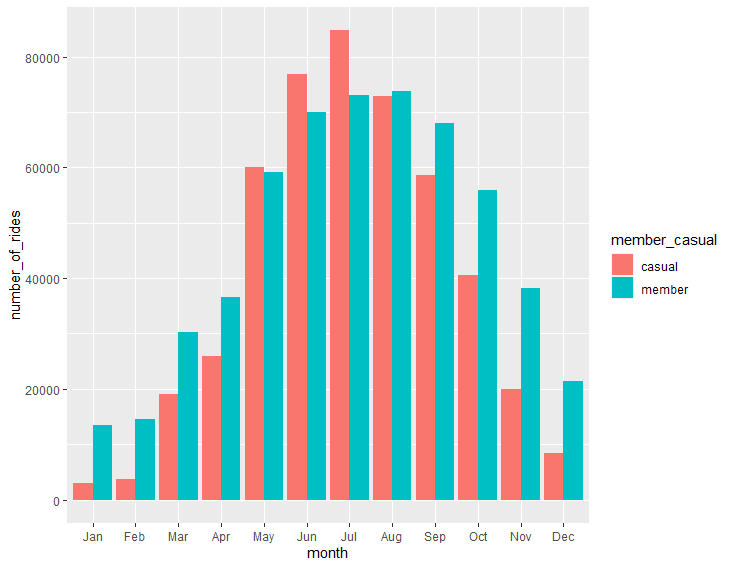 number_of_rides
80000
60000
40000
20000
0
Jan Feb Mar Apr May Jun Jul Aug Sep Oct Nov Dec
month
member_casual
casual
member